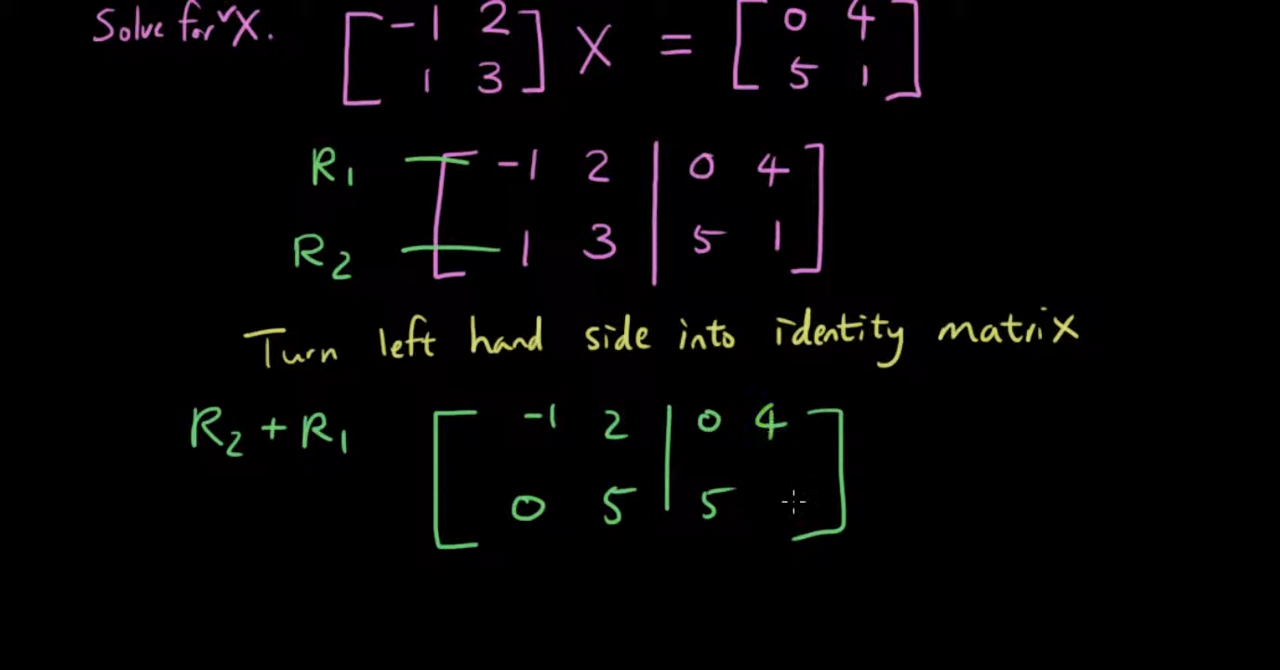 Solve for X. [ -1 2 ] X = [ 0 4 ]
[ 1 3 ] [ 5 1 ]
R1 [ -1 2 | 0 4 ]
R2 [ 1 3 | 5 1 ]
Turn left hand side into identity matrix
R2 + R1 [ -1 2 | 0 4 ]
[ 0 5 | 5 ]